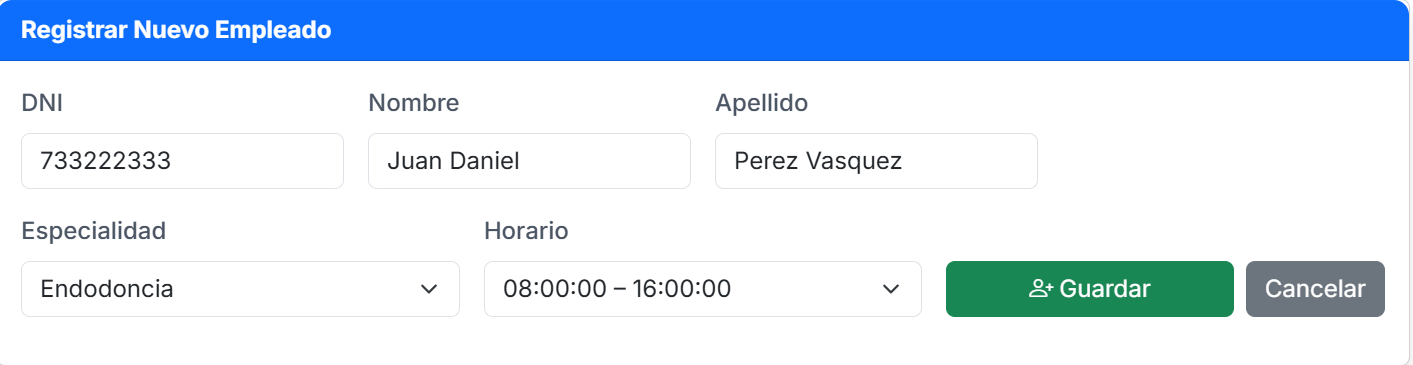 Registrar Nuevo Empleado
DNI Nombre Apellido
733222333 Juan Daniel Perez Vasquez
Especialidad Horario
Endodoncia 08:00:00 – 16:00:00 Guardar Cancelar